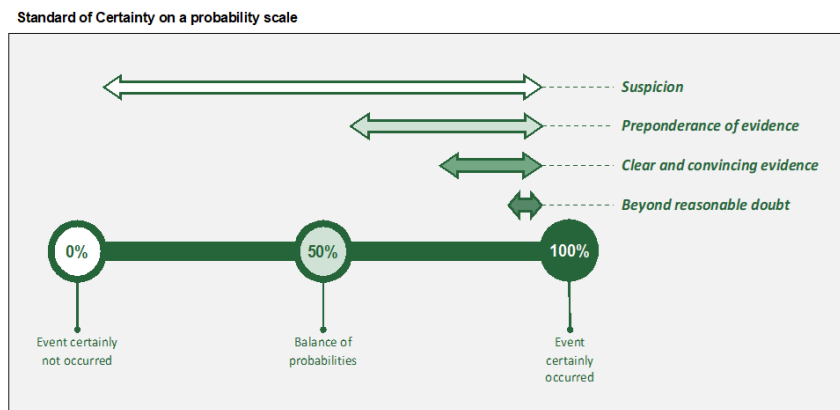 Standard of Certainty on a probability scale
Suspicion
Preponderance of evidence
Clear and convincing evidence
Beyond reasonable doubt
0%
50%
100%
Event certainly
not occurred
Balance of
probabilities
Event
certainly
occurred